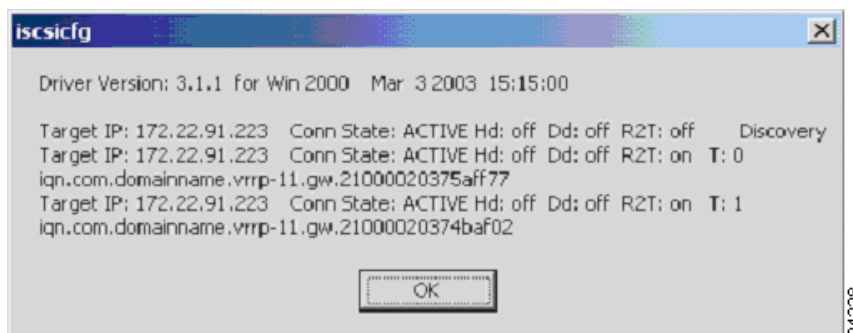 iscsicfg
Driver Version: 3.1.1 for Win 2000 Mar 3 2003 15:15:00
Target IP: 172.22.91.223 Conn State: ACTIVE Hd: off Dd: off R2T: off Discovery
Target IP: 172.22.91.223 Conn State: ACTIVE Hd: off Dd: off R2T: on T: 0
iqn.com.domainname.vrrp-11.gw.21000020375aff77
Target IP: 172.22.91.223 Conn State: ACTIVE Hd: off Dd: off R2T: on T: 1
iqn.com.domainname.vrrp-11.gw.21000020374baf02
OK